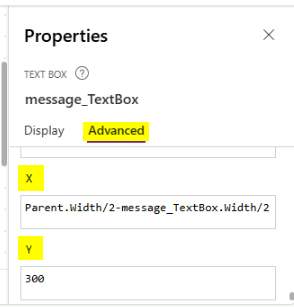 Properties
TEXT BOX
message_TextBox
Display Advanced
X
Parent.Width/2-message_TextBox.Width/2
Y
300